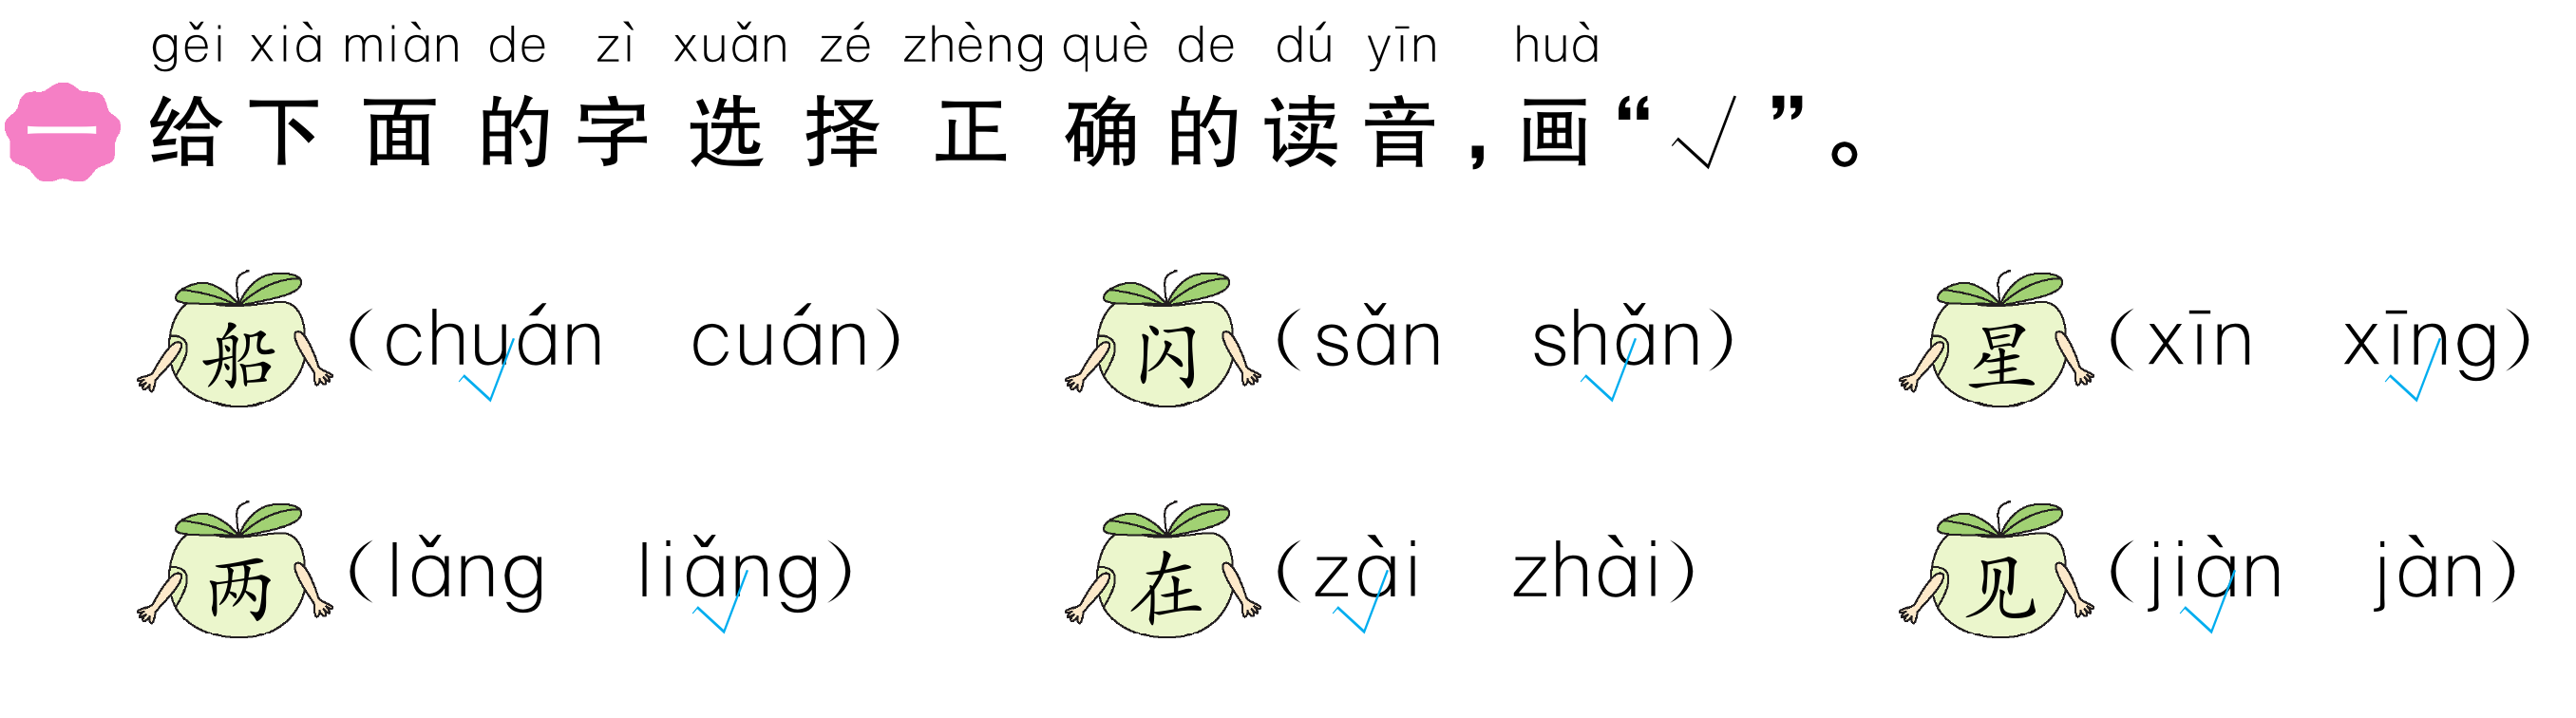 gěi xià miàn de zì xuǎn zé zhèng què de dú yīn huà
一 给下面的字选择正确的读音，画“√”。
船（chuán√ cuán） 闪（sǎn shǎn√） 星（xīn xīng√）
两（lǎng liǎng√） 在（zài√ zhài） 见（jiàn√ jàn）